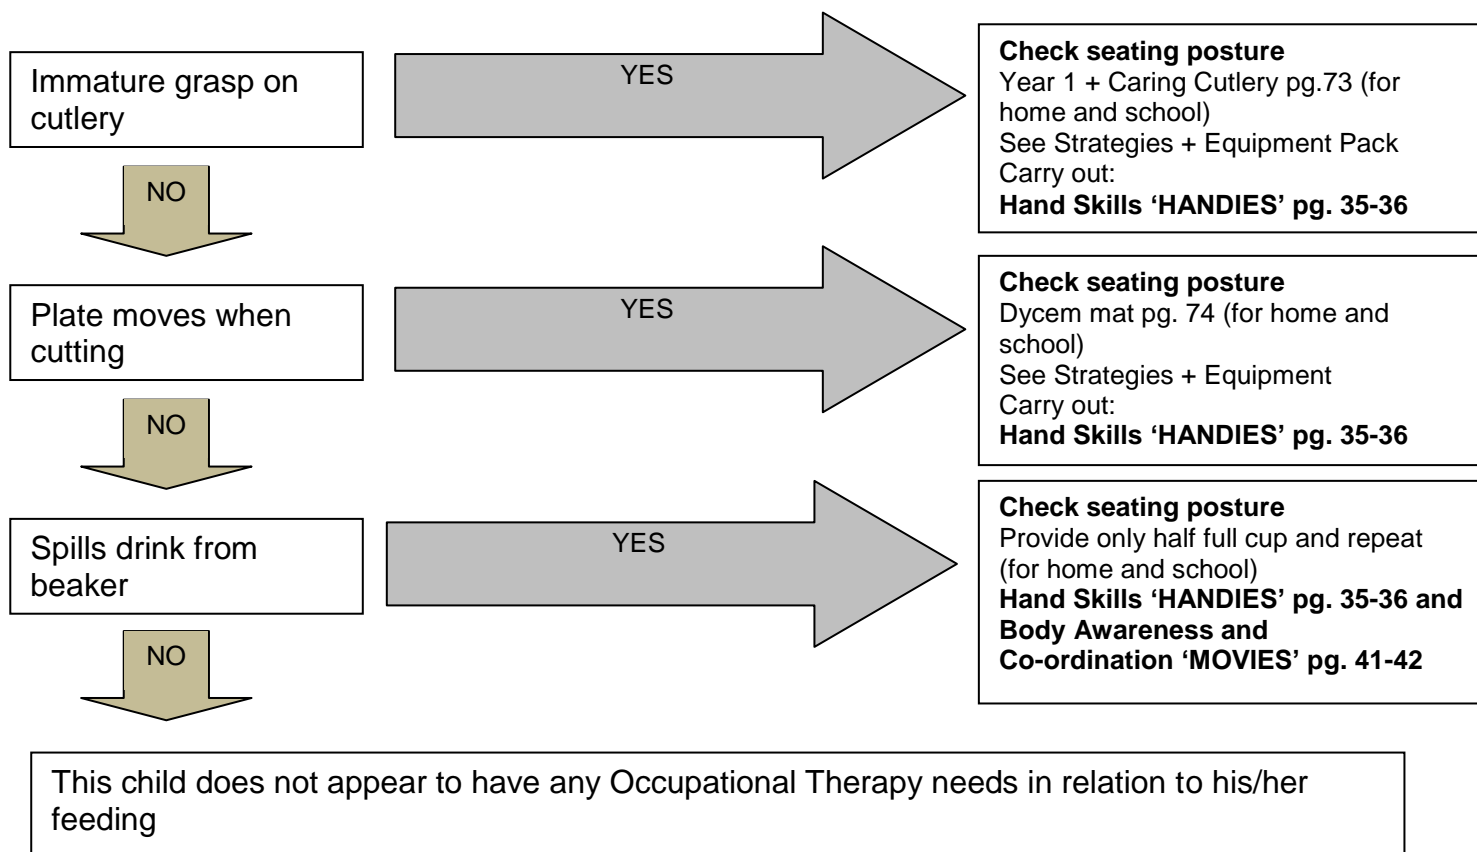 Immature grasp on
cutlery
YES
Check seating posture
Year 1 + Caring Cutlery pg.73 (for
home and school)
See Strategies + Equipment Pack
Carry out:
Hand Skills ‘HANDIES’ pg. 35-36
NO
Plate moves when
cutting
YES
Check seating posture
Dycem mat pg. 74 (for home and
school)
See Strategies + Equipment
Carry out:
Hand Skills ‘HANDIES’ pg. 35-36
NO
Spills drink from
beaker
YES
Check seating posture
Provide only half full cup and repeat
(for home and school)
Hand Skills ‘HANDIES’ pg. 35-36 and
Body Awareness and
Co-ordination ‘MOVIES’ pg. 41-42
NO
This child does not appear to have any Occupational Therapy needs in relation to his/her
feeding